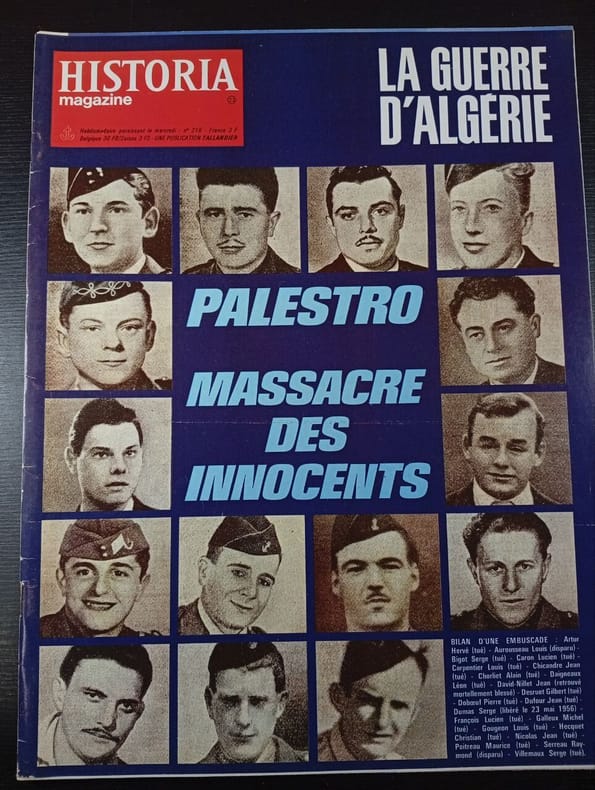 HISTORIA
magazine
Hebdomadaire paraissant le mercredi - n° 218 - France 3 F
Belgique 30 FB/Suisse 3 FS - UNE PUBLICATION TALLANDIER
LA GUERRE
D'ALGÉRIE
PALESTRO
MASSACRE
DES
INNOCENTS
BILAN D'UNE EMBUSCADE : Artur
Hervé (tué) - Aurousseau Louis (disparu) -
Bigot Serge (tué) - Caron Lucien (tué) -
Carpentier Louis (tué) - Chicandre Jean
(tué) - Chorliet Alain (tué) - Daigneaux
Léon (tué) - David-Nillet Jean (retrouvé
mortellement blessé) - Desruet Gilbert (tué)
- Dobœuf Pierre (tué) - Dufour Jean (tué) -
Dumas Serge (libéré le 23 mai 1956) -
François Lucien (tué) - Galleux Michel
(tué) - Gougeon Louis (tué) - Hecquet
Christian (tué) - Nicolas Jean (tué) -
Poitreau Maurice (tué) - Serreau Ray-
mond (disparu) - Villemaux Serge (tué).